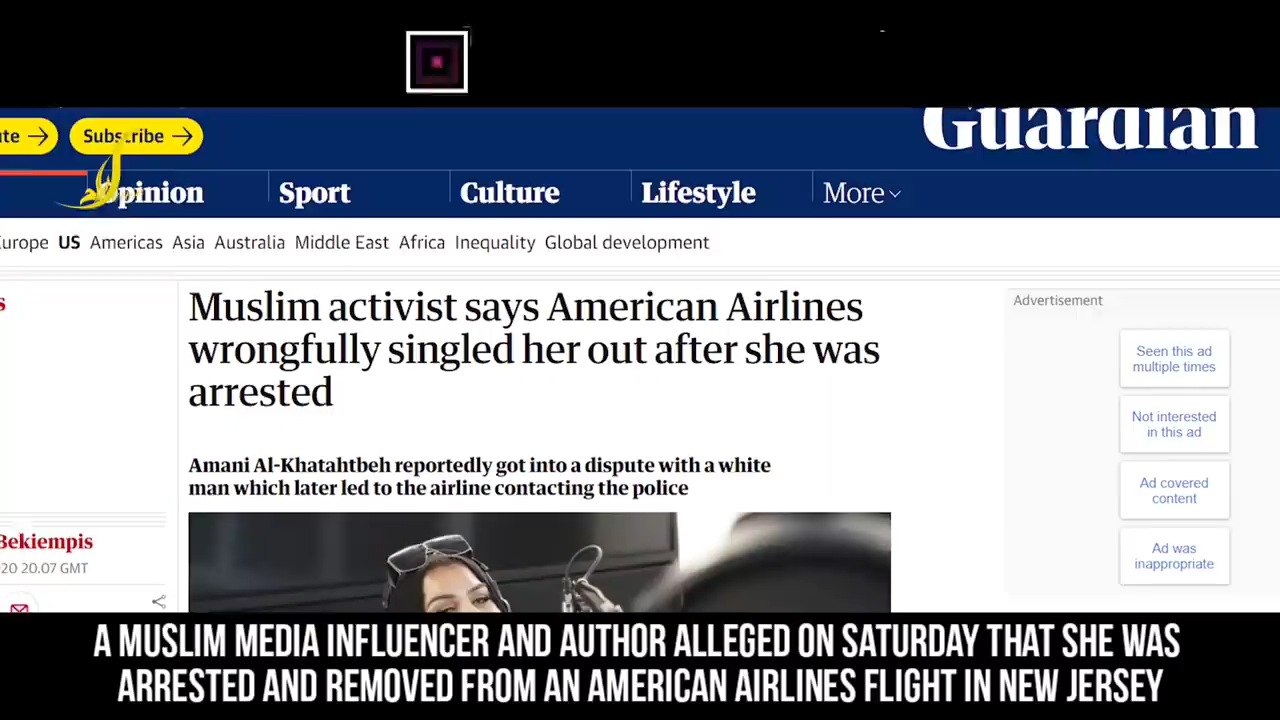 Guardian
Subscribe →
Opinion
Sport
Culture
Lifestyle
More
US Americas Asia Australia Middle East Africa Inequality Global development
Muslim activist says American Airlines
wrongfully singled her out after she was
arrested
Amani Al-Khatahtbeh reportedly got into a dispute with a white
man which later led to the airline contacting the police
Bekiempis
20.07 GMT
Advertisement
Seen this ad
multiple times
Not interested
in this ad
Ad covered
content
Ad was
inappropriate
A MUSLIM MEDIA INFLUENCER AND AUTHOR ALLEGED ON SATURDAY THAT SHE WAS
ARRESTED AND REMOVED FROM AN AMERICAN AIRLINES FLIGHT IN NEW JERSEY